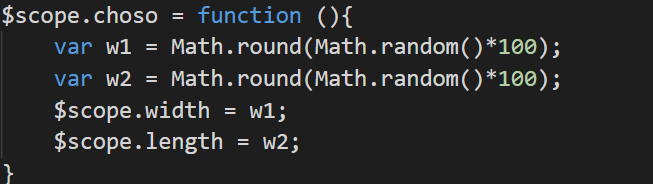 $scope.choso = function (){
    var w1 = Math.round(Math.random()*100);
    var w2 = Math.round(Math.random()*100);
    $scope.width = w1;
    $scope.length = w2;
}